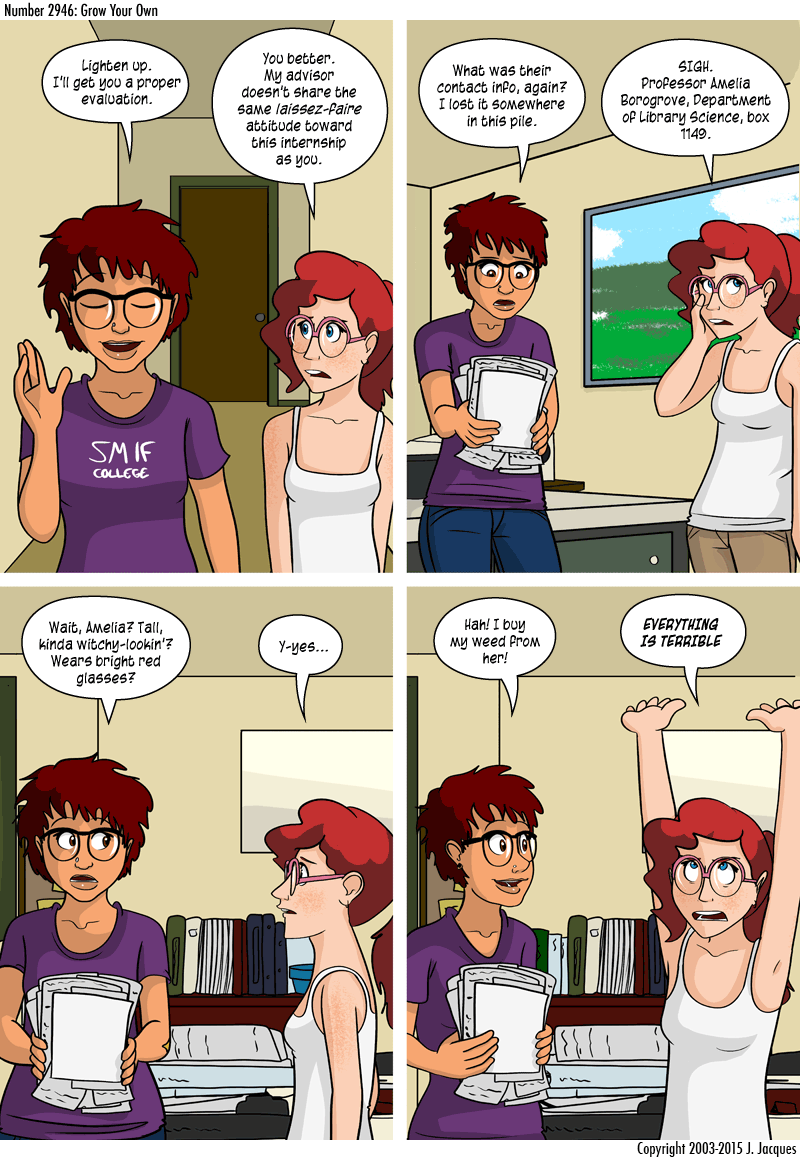 Number 2946: Grow Your Own
Lighten up.
I'll get you a proper
evaluation.
You better.
My advisor
doesn't share the
same laissez-faire
attitude toward
this internship
as you.
SMIF
COLLEGE
What was their
contact info, again?
I lost it somewhere
in this pile.
SIGH.
Professor Amelia
Borogrove, Department
of Library Science, box
1149.
Wait, Amelia? Tall,
kinda witchy-lookin'?
Wears bright red
glasses?
Y-yes...
Hah! I buy
my weed from
her!
EVERYTHING
IS TERRIBLE
Copyright 2003-2015 J. Jacques